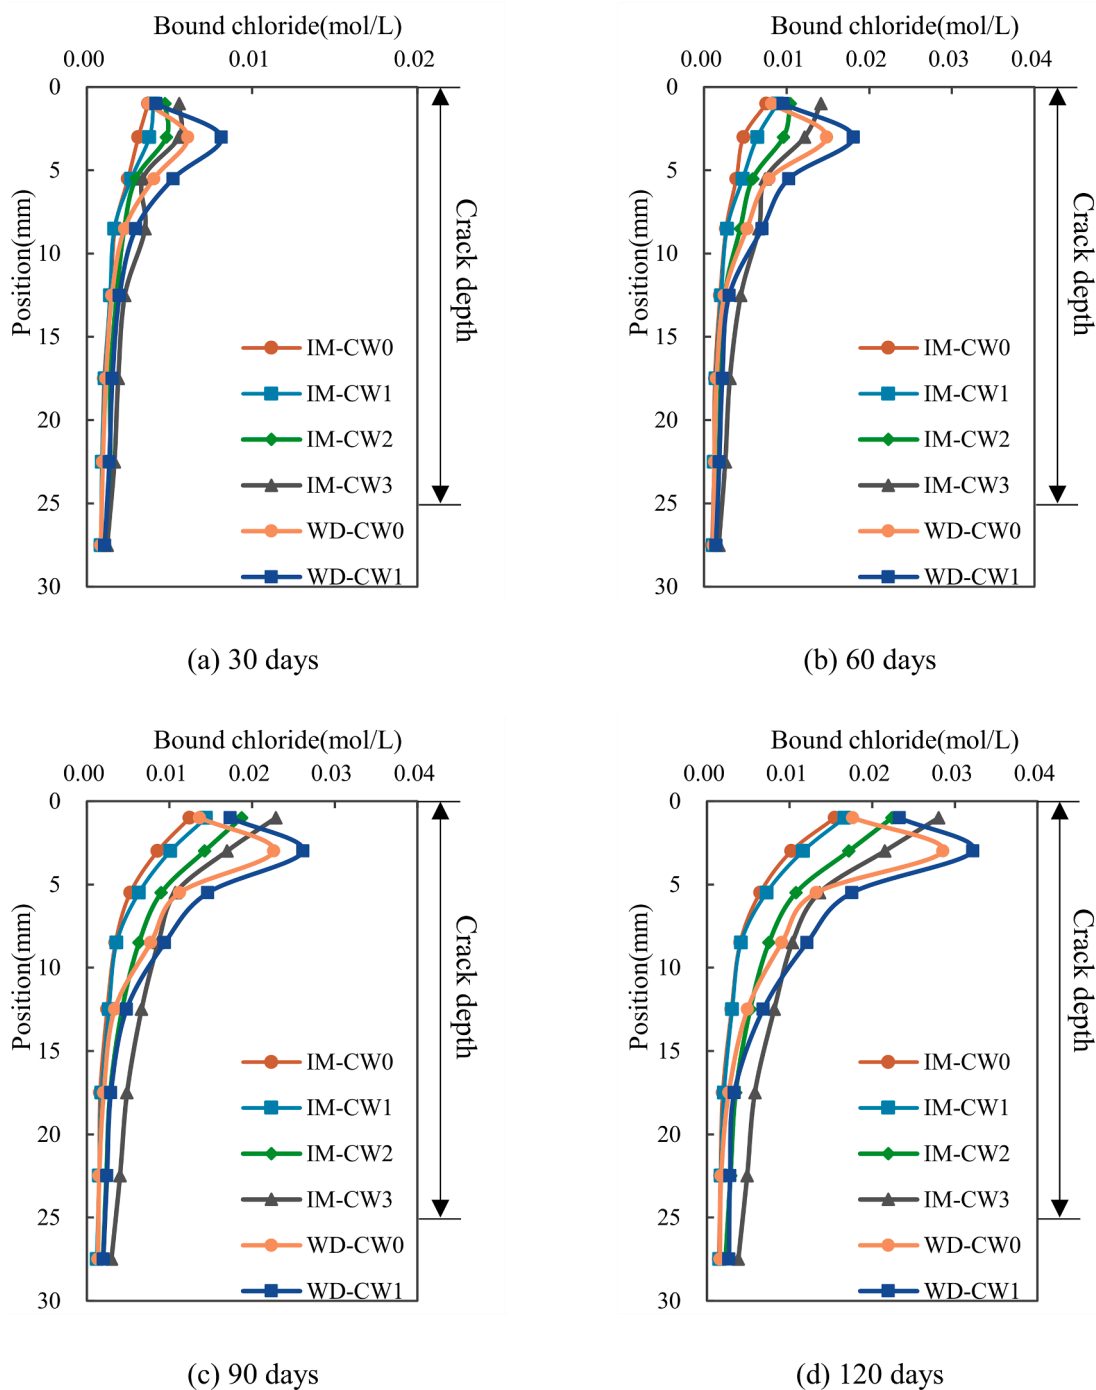 Bound chloride(mol/L)
0.00 0.01 0.02
0
5
10
15
20
25
30
Position(mm)
Crack depth
IM-CW0
IM-CW1
IM-CW2
IM-CW3
WD-CW0
WD-CW1
(a) 30 days
Bound chloride(mol/L)
0.00 0.01 0.02 0.03 0.04
0
5
10
15
20
25
30
Position(mm)
Crack depth
IM-CW0
IM-CW1
IM-CW2
IM-CW3
WD-CW0
WD-CW1
(b) 60 days
Bound chloride(mol/L)
0.00 0.01 0.02 0.03 0.04
0
5
10
15
20
25
30
Position(mm)
Crack depth
IM-CW0
IM-CW1
IM-CW2
IM-CW3
WD-CW0
WD-CW1
(c) 90 days
Bound chloride(mol/L)
0.00 0.01 0.02 0.03 0.04
0
5
10
15
20
25
30
Position(mm)
Crack depth
IM-CW0
IM-CW1
IM-CW2
IM-CW3
WD-CW0
WD-CW1
(d) 120 days